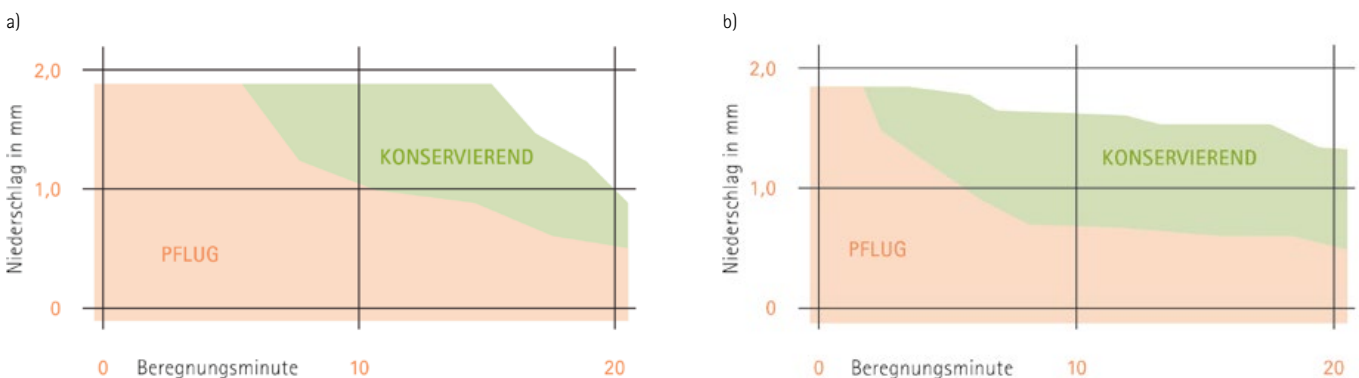 a)
2,0
1,0
0
Niederschlag in mm
KONSERVIEREND
PFLUG
0 Beregnungsminute 10 20
b)
2,0
1,0
0
Niederschlag in mm
KONSERVIEREND
PFLUG
0 Beregnungsminute 10 20